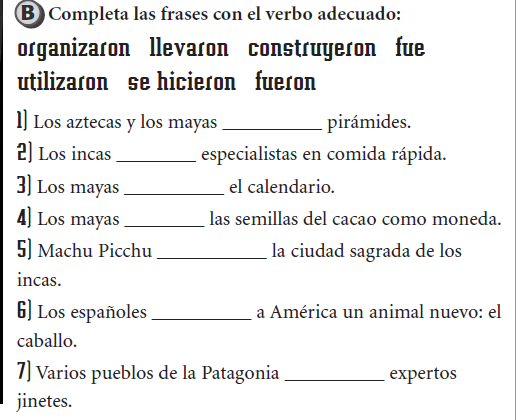 B Completa las frases con el verbo adecuado:
organizaron llevaron construyeron fue
utilizaron se hicieron fueron
1) Los aztecas y los mayas __________ pirámides.
2) Los incas ________ especialistas en comida rápida.
3) Los mayas __________ el calendario.
4) Los mayas ________ las semillas del cacao como moneda.
5) Machu Picchu ___________ la ciudad sagrada de los
incas.
6) Los españoles __________ a América un animal nuevo: el
caballo.
7) Varios pueblos de la Patagonia __________ expertos
jinetes.